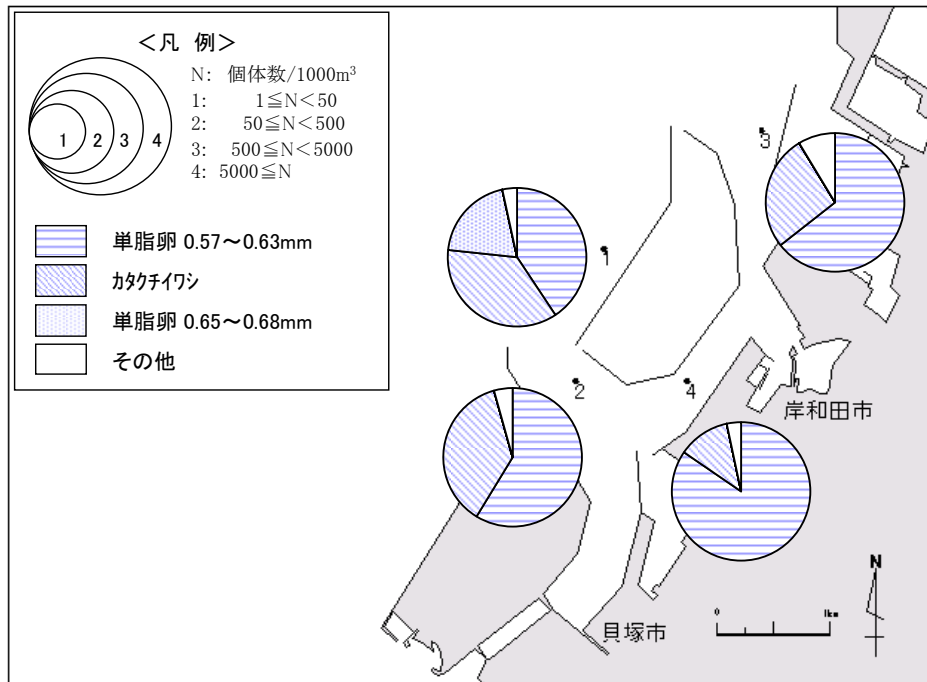 <凡 例>
N: 個体数/1000m³
1: 1≦N<50
2: 50≦N<500
3: 500≦N<5000
4: 5000≦N
1 2 3 4
単脂卵 0.57~0.63mm
カタクチイワシ
単脂卵 0.65~0.68mm
その他
3
1
2
4
岸和田市
貝塚市
0 1km
N